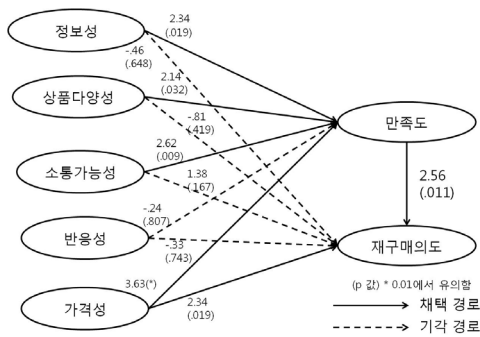 정보성
2.34
(.019)
-.46
(.648)
상품다양성
2.14
(.032)
-.81
(.419)
만족도
소통가능성
2.62
(.009)
1.38
(.167)
2.56
(.011)
반응성
-.24
(.807)
-.33
(.743)
재구매의도
가격성
3.63(*)
2.34
(.019)
(p 값) * 0.01에서 유의함
채택 경로
기각 경로